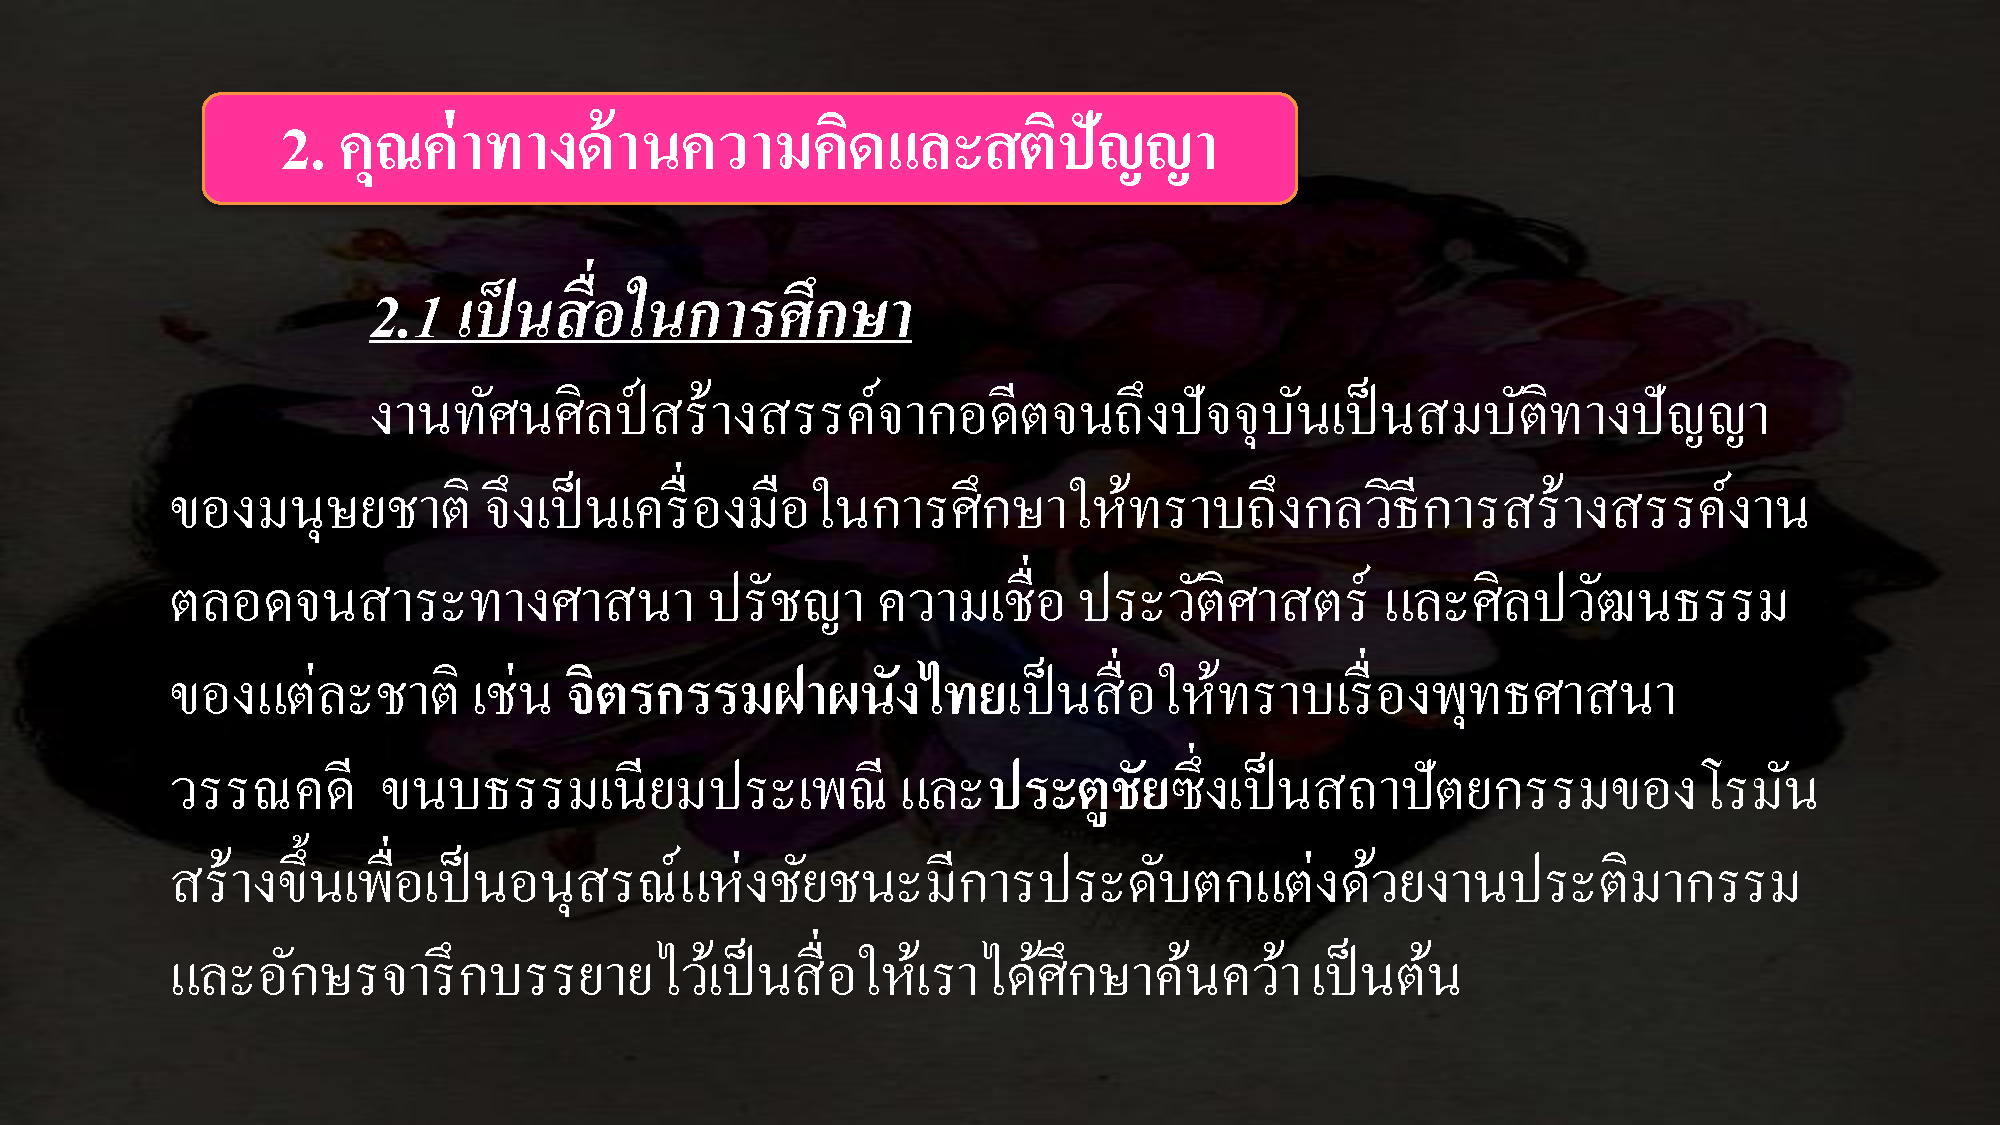 2. คุณค่าทางด้านความคิดและสติปัญญา
2.1 เป็นสื่อในการศึกษา
งานทัศนศิลป์สร้างสรรค์จากอดีตจนถึงปัจจุบันเป็นสมบัติทางปัญญา
ของมนุษยชาติ จึงเป็นเครื่องมือในการศึกษาให้ทราบถึงกลวิธีการสร้างสรรค์งาน
ตลอดจนสาระทางศาสนา ปรัชญา ความเชื่อ ประวัติศาสตร์ และศิลปวัฒนธรรม
ของแต่ละชาติ เช่น จิตรกรรมฝาผนังไทยเป็นสื่อให้ทราบเรื่องพุทธศาสนา
วรรณคดี ขนบธรรมเนียมประเพณี และประตูชัยซึ่งเป็นสถาปัตยกรรมของโรมัน
สร้างขึ้นเพื่อเป็นอนุสรณ์แห่งชัยชนะมีการประดับตกแต่งด้วยงานประติมากรรม
และอักษรจารึกบรรยายไว้เป็นสื่อให้เราได้ศึกษาค้นคว้า เป็นต้น